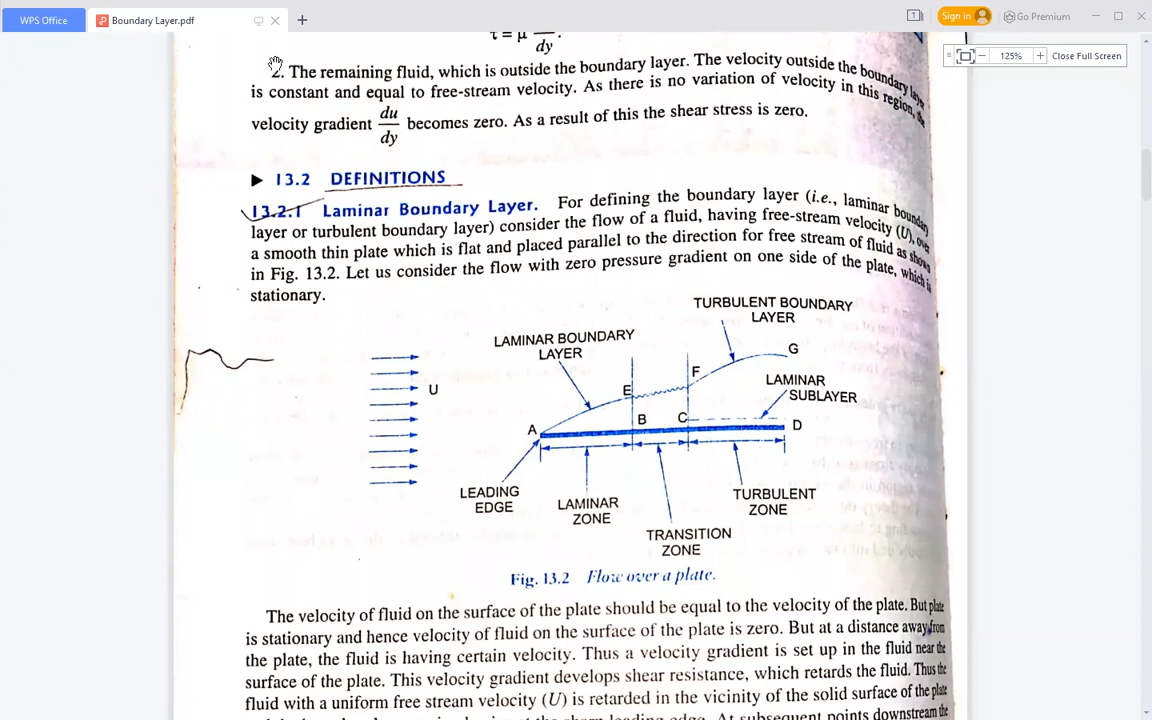 WPS Office
Boundary Layer.pdf
1
Sign in
Go Premium
125%
Close Full Screen
τ = μ
dy
.
2. The remaining fluid, which is outside the boundary layer. The velocity outside the boundary layer
is constant and equal to free-stream velocity. As there is no variation of velocity in this region, the
velocity gradient du/dy becomes zero. As a result of this the shear stress is zero.
▶ 13.2 DEFINITIONS
13.2.1 Laminar Boundary Layer. For defining the boundary layer (i.e., laminar boundary
layer or turbulent boundary layer) consider the flow of a fluid, having free-stream velocity (U), over
a smooth thin plate which is flat and placed parallel to the direction for free stream of fluid as shown
in Fig. 13.2. Let us consider the flow with zero pressure gradient on one side of the plate, which is
stationary.
TURBULENT BOUNDARY
LAYER
LAMINAR BOUNDARY
LAYER
G
F
LAMINAR
SUBLAYER
U
E
B
C
A
D
LEADING
EDGE
LAMINAR
ZONE
TURBULENT
ZONE
TRANSITION
ZONE
Fig. 13.2 Flow over a plate.
The velocity of fluid on the surface of the plate should be equal to the velocity of the plate. But plate
is stationary and hence velocity of fluid on the surface of the plate is zero. But at a distance away from
the plate, the fluid is having certain velocity. Thus a velocity gradient is set up in the fluid near the
surface of the plate. This velocity gradient develops shear resistance, which retards the fluid. Thus the
fluid with a uniform free stream velocity (U) is retarded in the vicinity of the solid surface of the plate
leading edge. At subsequent points downstream the